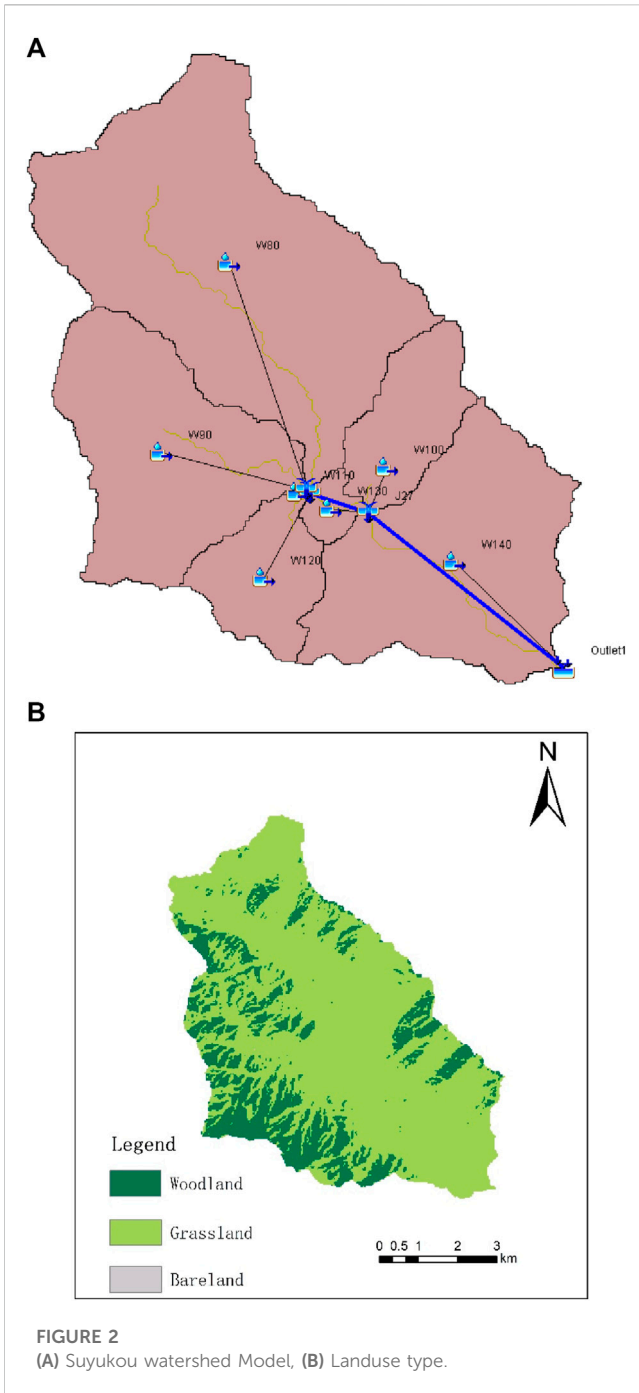 A
W80
W90
W100
W110
W130
J27
W120
W140
Outlet1
B
N
Legend
Woodland
Grassland
Bareland
0 0.5 1 2 3
km
FIGURE 2
(A) Suyukou watershed Model, (B) Landuse type.